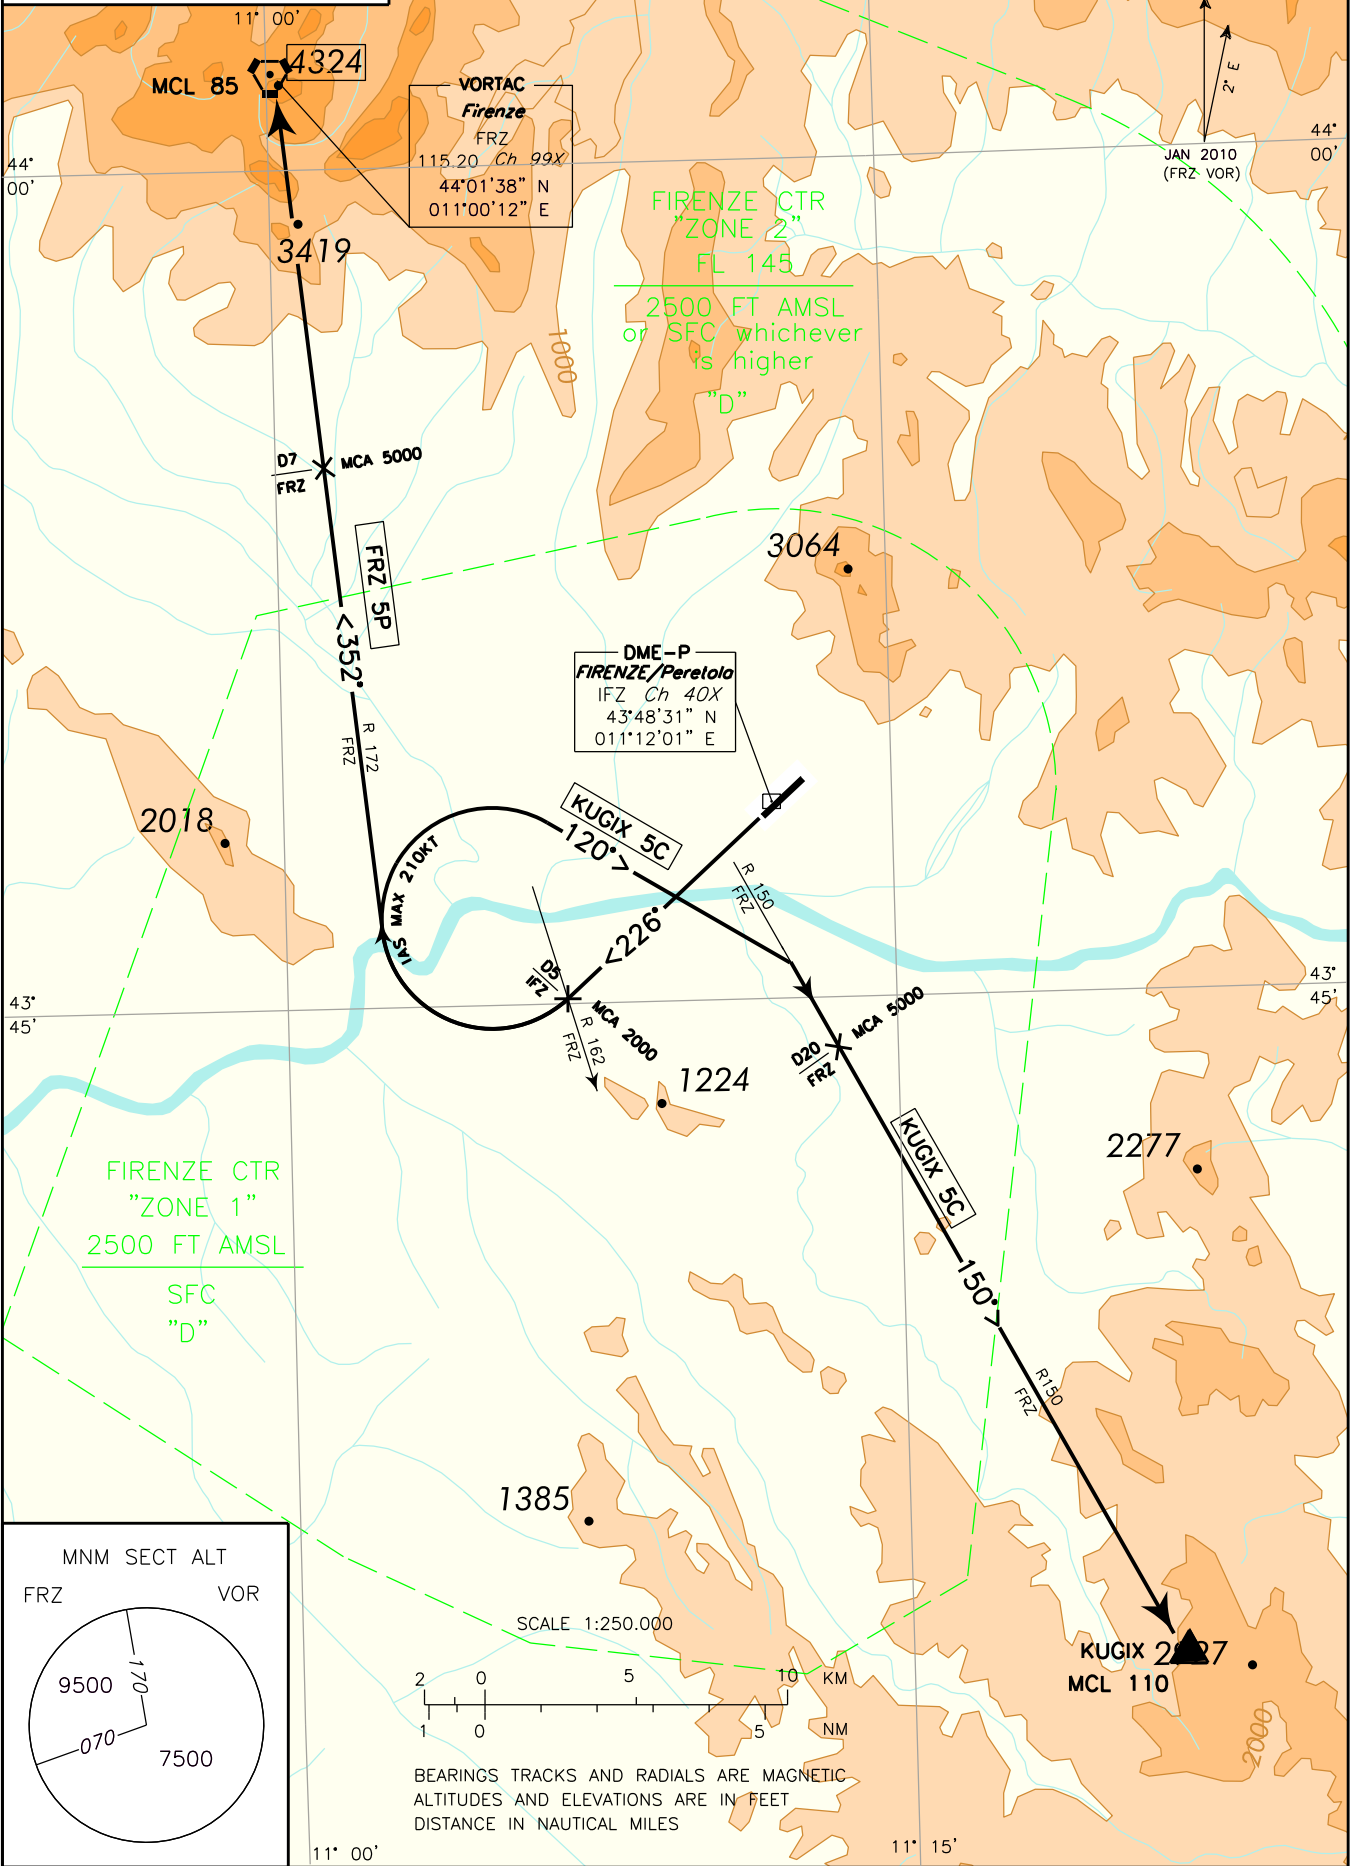 11° 00'
4324
MCL 85
VORTAC
Firenze
FRZ
115.20 Ch 99X
44°01'38" N
011°00'12" E
2° E
JAN 2010
(FRZ VOR)
44°
00'
44°
00'
3419
FIRENZE CTR
"ZONE 2"
FL 145
2500 FT AMSL
or SFC whichever
is higher
"D"
1000
D7
FRZ
MCA 5000
FRZ 5P
<352°
R 172
FRZ
3064
DME-P
FIRENZE/Peretola
IFZ Ch 40X
43°48'31" N
011°12'01" E
2018
KUGIX 5C
120°>
IAS MAX 210KT
R 150
FRZ
<226°
D5
IFZ
MCA 2000
R 162
FRZ
43°
45'
43°
45'
D20
FRZ
MCA 5000
1224
KUGIX 5C
2277
FIRENZE CTR
"ZONE 1"
2500 FT AMSL
SFC
"D"
150°>
R150
FRZ
1385
MNM SECT ALT
FRZ VOR
170
9500
070
7500
SCALE 1:250.000
2 0 5 10 KM
1 0 5 NM
KUGIX
MCL 110
2000
BEARINGS TRACKS AND RADIALS ARE MAGNETIC
ALTITUDES AND ELEVATIONS ARE IN FEET
DISTANCE IN NAUTICAL MILES
11° 00'
11° 15'